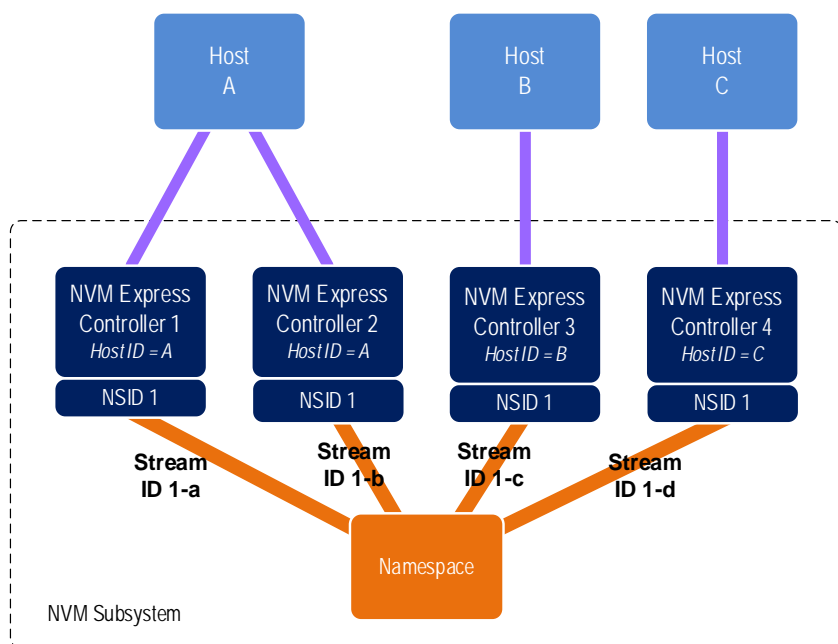 Host
A
Host
B
Host
C
NVM Express
Controller 1
Host ID = A
NSID 1
NVM Express
Controller 2
Host ID = A
NSID 1
NVM Express
Controller 3
Host ID = B
NSID 1
NVM Express
Controller 4
Host ID = C
NSID 1
Stream
ID 1-a
Stream
ID 1-b
Stream
ID 1-c
Stream
ID 1-d
Namespace
NVM Subsystem